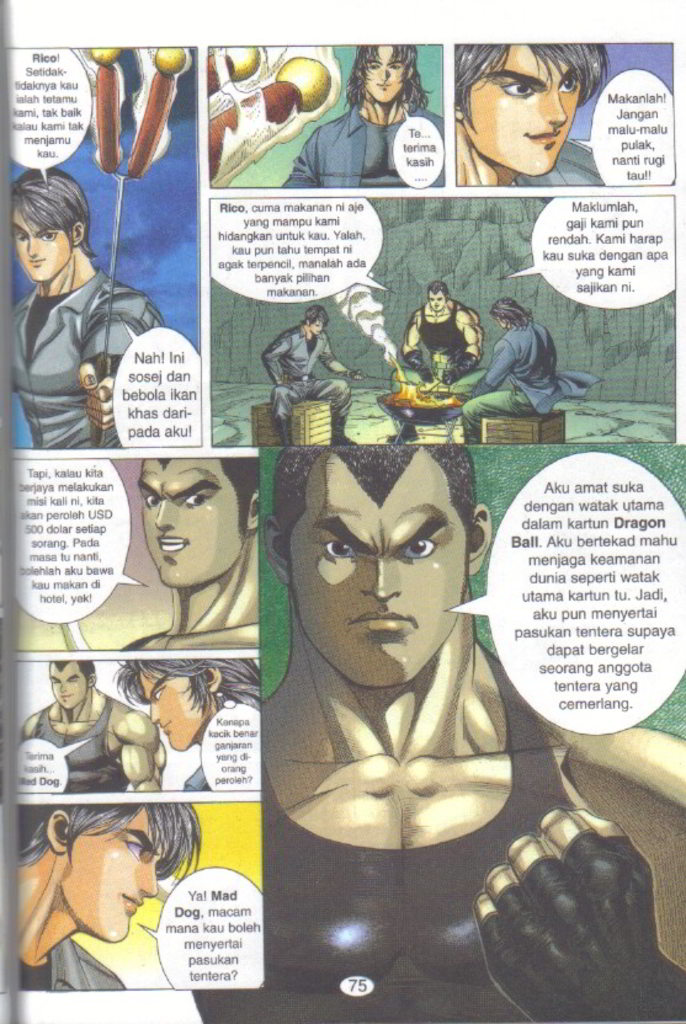 Rico!
Setidak-
tidaknya kau
ialah tetamu
kami, tak baik
kalau kami tak
menjamu
kau.
Nah! Ini
sosej dan
bebola ikan
khas dari-
pada aku!
Te...
terima
kasih
....
Makanlah!
Jangan
malu-malu
pulak,
nanti rugi
tau!!
Rico, cuma makanan ni aje
yang mampu kami
hidangkan untuk kau. Yalah,
kau pun tahu tempat ni
agak terpencil, manalah ada
banyak pilihan
makanan.
Maklumlah,
gaji kami pun
rendah. Kami harap
kau suka dengan apa
yang kami
sajikan ni.
Tapi, kalau kita
berjaya melakukan
misi kali ni, kita
akan peroleh USD
500 dolar setiap
sorang. Pada
masa tu nanti,
bolehlah aku bawa
kau makan di
hotel, yek!
Terima
kasih...
Mad Dog.
Kenapa
kecik benar
ganjaran
yang di-
orang
peroleh?
Ya! Mad
Dog, macam
mana kau boleh
menyertai
pasukan
tentera?
Aku amat suka
dengan watak utama
dalam kartun Dragon
Ball. Aku bertekad mahu
menjaga keamanan
dunia seperti watak
utama kartun tu. Jadi,
aku pun menyertai
pasukan tentera supaya
dapat bergelar
seorang anggota
tentera yang
cemerlang.
75